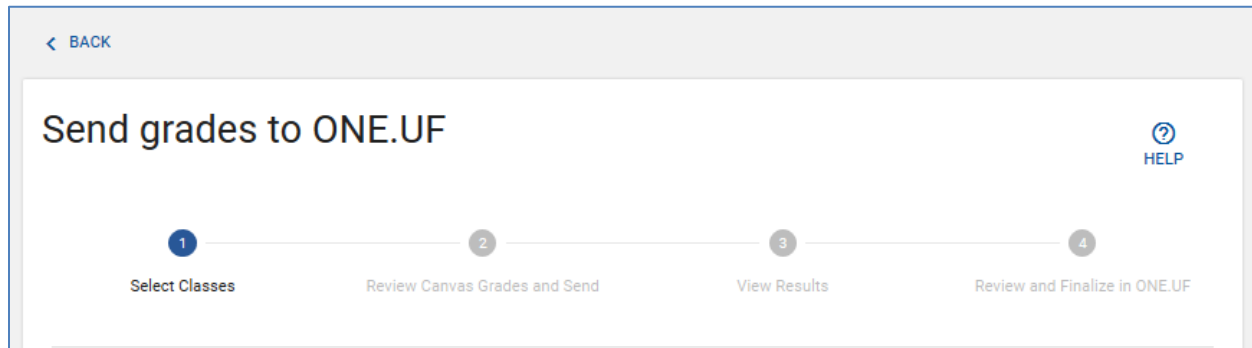 BACK
Send grades to ONE.UF
HELP
1 2 3 4
Select Classes Review Canvas Grades and Send View Results Review and Finalize in ONE.UF